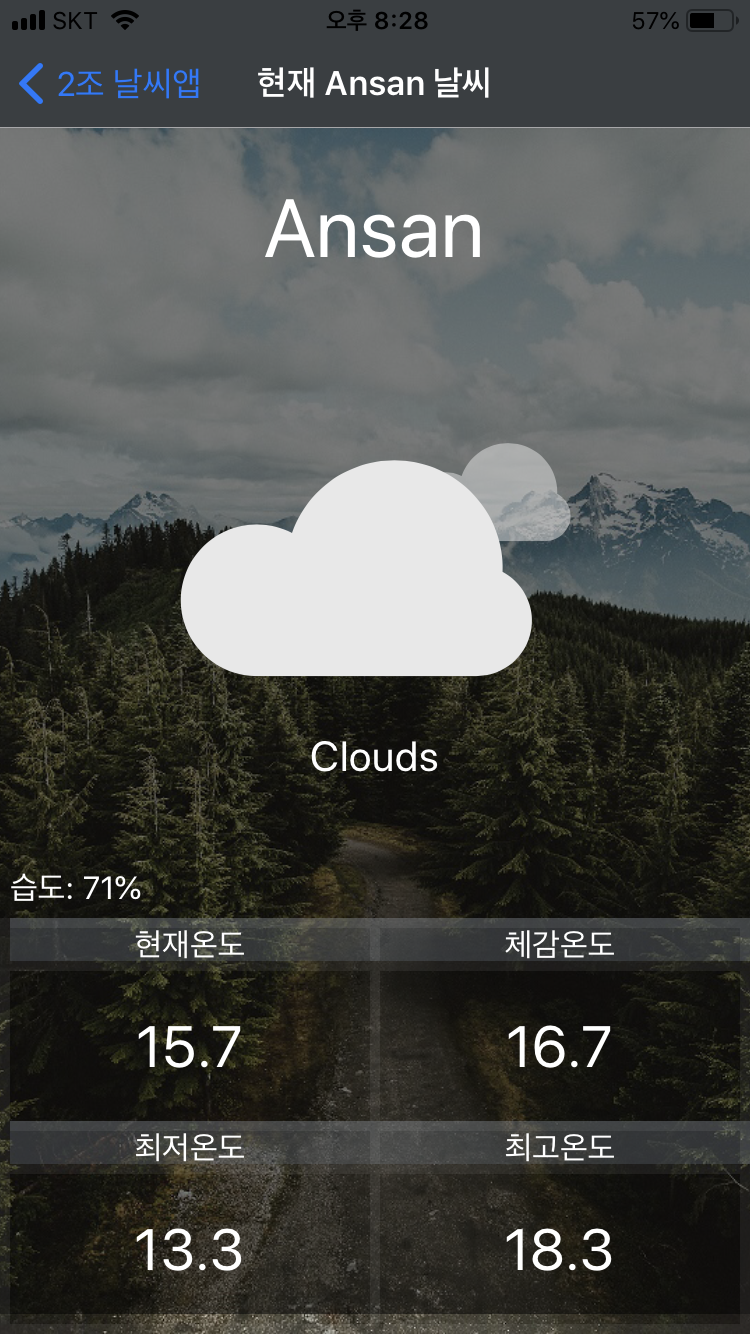 SKT 오후 8:28 57%
2조 날씨앱 현재 Ansan 날씨
Ansan
Clouds
습도: 71%
현재온도 체감온도
15.7 16.7
최저온도 최고온도
13.3 18.3